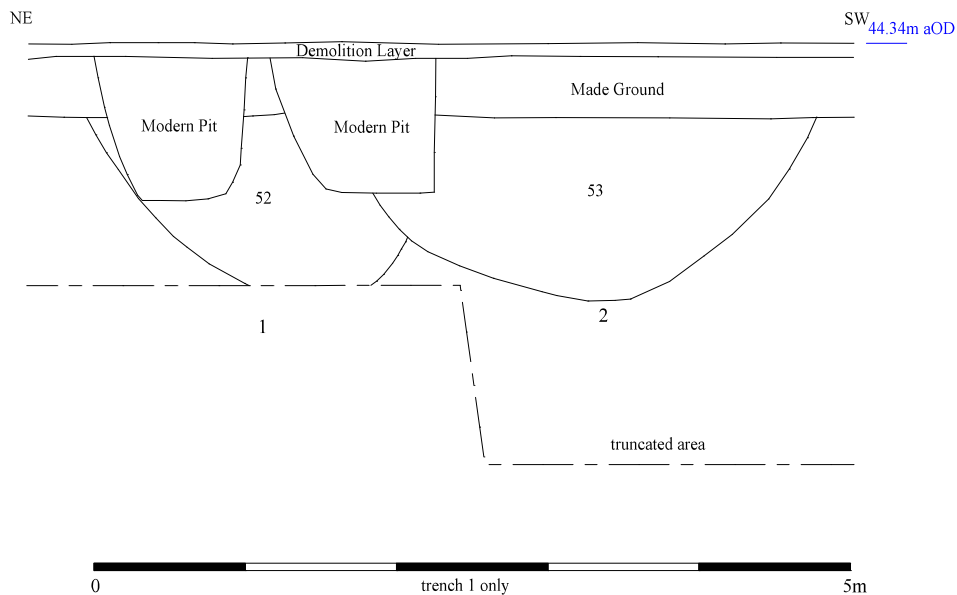 NE
SW
44.34m aOD
Demolition Layer
Made Ground
Modern Pit
Modern Pit
52
53
1
2
truncated area
0
trench 1 only
5m